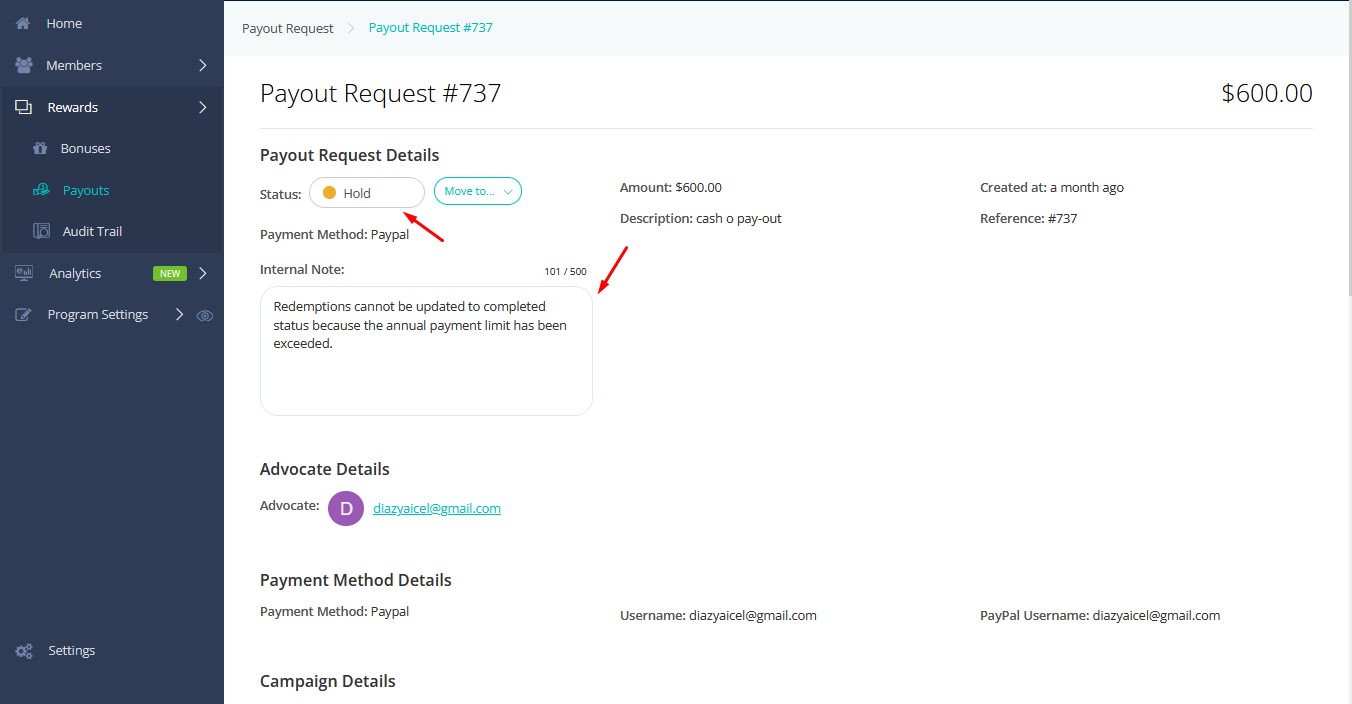 Home
Members
Rewards
Bonuses
Payouts
Audit Trail
Analytics NEW
Program Settings
Settings
Payout Request Payout Request #737
Payout Request #737 $600.00
Payout Request Details
Status: Hold Move to...
Payment Method: Paypal
Amount: $600.00
Description: cash o pay-out
Created at: a month ago
Reference: #737
Internal Note: 101 / 500
Redemptions cannot be updated to completed
status because the annual payment limit has been
exceeded.
Advocate Details
Advocate: D diazyaicel@gmail.com
Payment Method Details
Payment Method: Paypal
Username: diazyaicel@gmail.com
PayPal Username: diazyaicel@gmail.com
Campaign Details